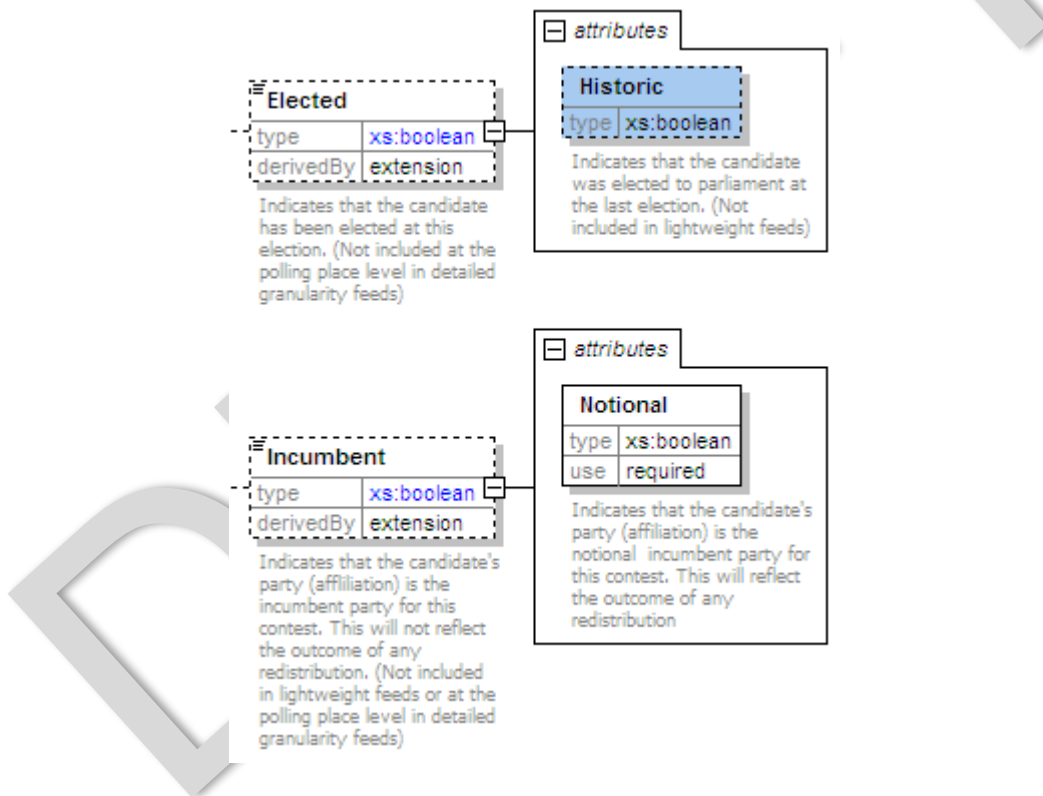 attributes
Historic
type xs:boolean
Indicates that the candidate
was elected to parliament at
the last election. (Not
included in lightweight feeds)
Elected
type xs:boolean
derivedBy extension
Indicates that the candidate
has been elected at this
election. (Not included at the
polling place level in detailed
granularity feeds)
attributes
Notional
type xs:boolean
use required
Indicates that the candidate's
party (affiliation) is the
notional incumbent party for
this contest. This will reflect
the outcome of any
redistribution
Incumbent
type xs:boolean
derivedBy extension
Indicates that the candidate's
party (affliliation) is the
incumbent party for this
contest. This will not reflect
the outcome of any
redistribution. (Not included
in lightweight feeds or at the
polling place level in detailed
granularity feeds)